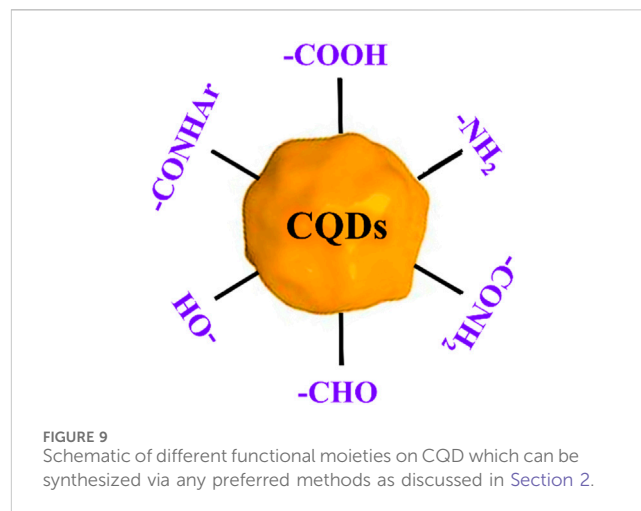 -COOH
-CONHAr
-NH₂
CQDs
-OH
-CONH₂
-CHO
FIGURE 9
Schematic of different functional moieties on CQD which can be
synthesized via any preferred methods as discussed in Section 2.